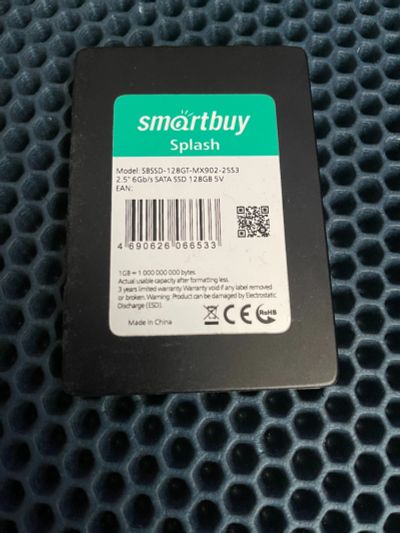 smartbuy
Splash
Model: SBSSD-128GT-MX902-25S3
2.5" 6Gb/s SATA SSD 128GB 5V
EAN:
4 690626 066533
1GB = 1 000 000 000 bytes.
Actual usable capacity after formatting less.
3 years limited warranty Warranty void if any label removed
or broken. Warning: Product can be damaged by Electrostatic
Discharge (ESD).
Made in China
CE
RoHS